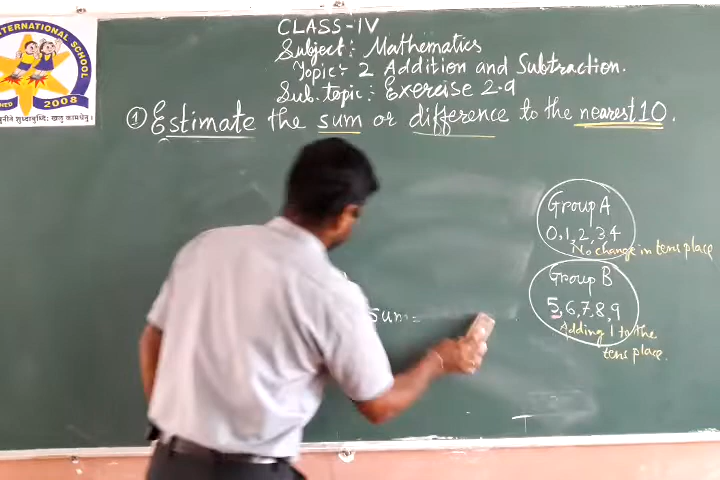 INTERNATIONAL SCHOOL
2008
CLASS-IV
Subject:- Mathematics
Topic:- 2 Addition and Subtraction.
Sub. topic:- Exercise 2.9
① Estimate the sum or difference to the nearest 10.
Group A
0, 1, 2, 3, 4
No change in tens place
Group B
5, 6, 7, 8, 9
Adding 1 to the
tens place.
Sum =